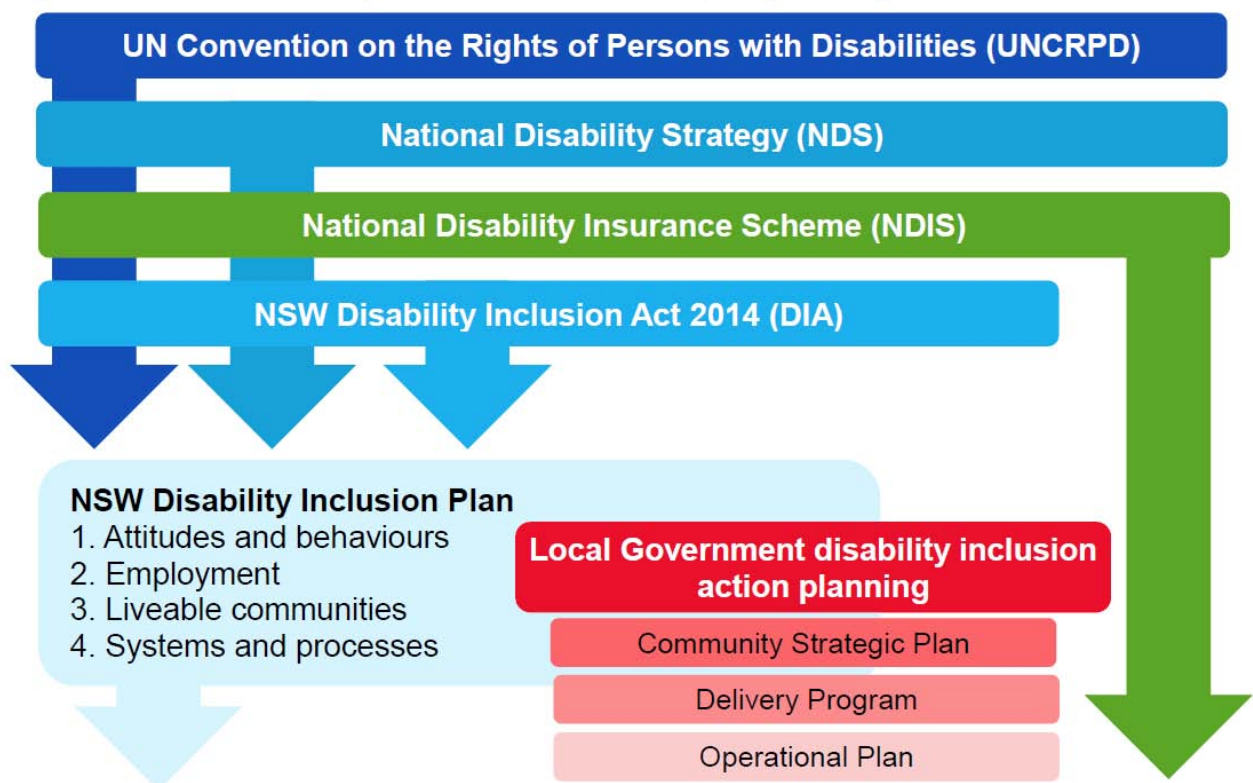 UN Convention on the Rights of Persons with Disabilities (UNCRPD)
National Disability Strategy (NDS)
National Disability Insurance Scheme (NDIS)
NSW Disability Inclusion Act 2014 (DIA)
NSW Disability Inclusion Plan
1. Attitudes and behaviours
2. Employment
3. Liveable communities
4. Systems and processes
Local Government disability inclusion
action planning
Community Strategic Plan
Delivery Program
Operational Plan